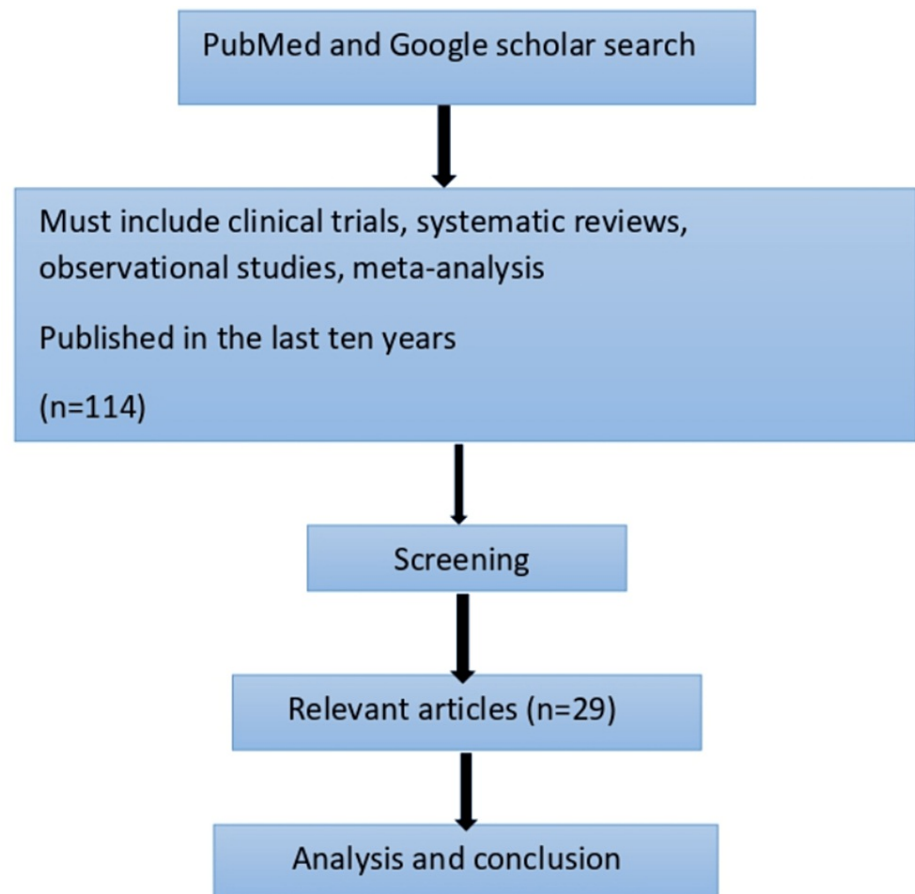 PubMed and Google scholar search
Must include clinical trials, systematic reviews,
observational studies, meta-analysis
Published in the last ten years
(n=114)
Screening
Relevant articles (n=29)
Analysis and conclusion